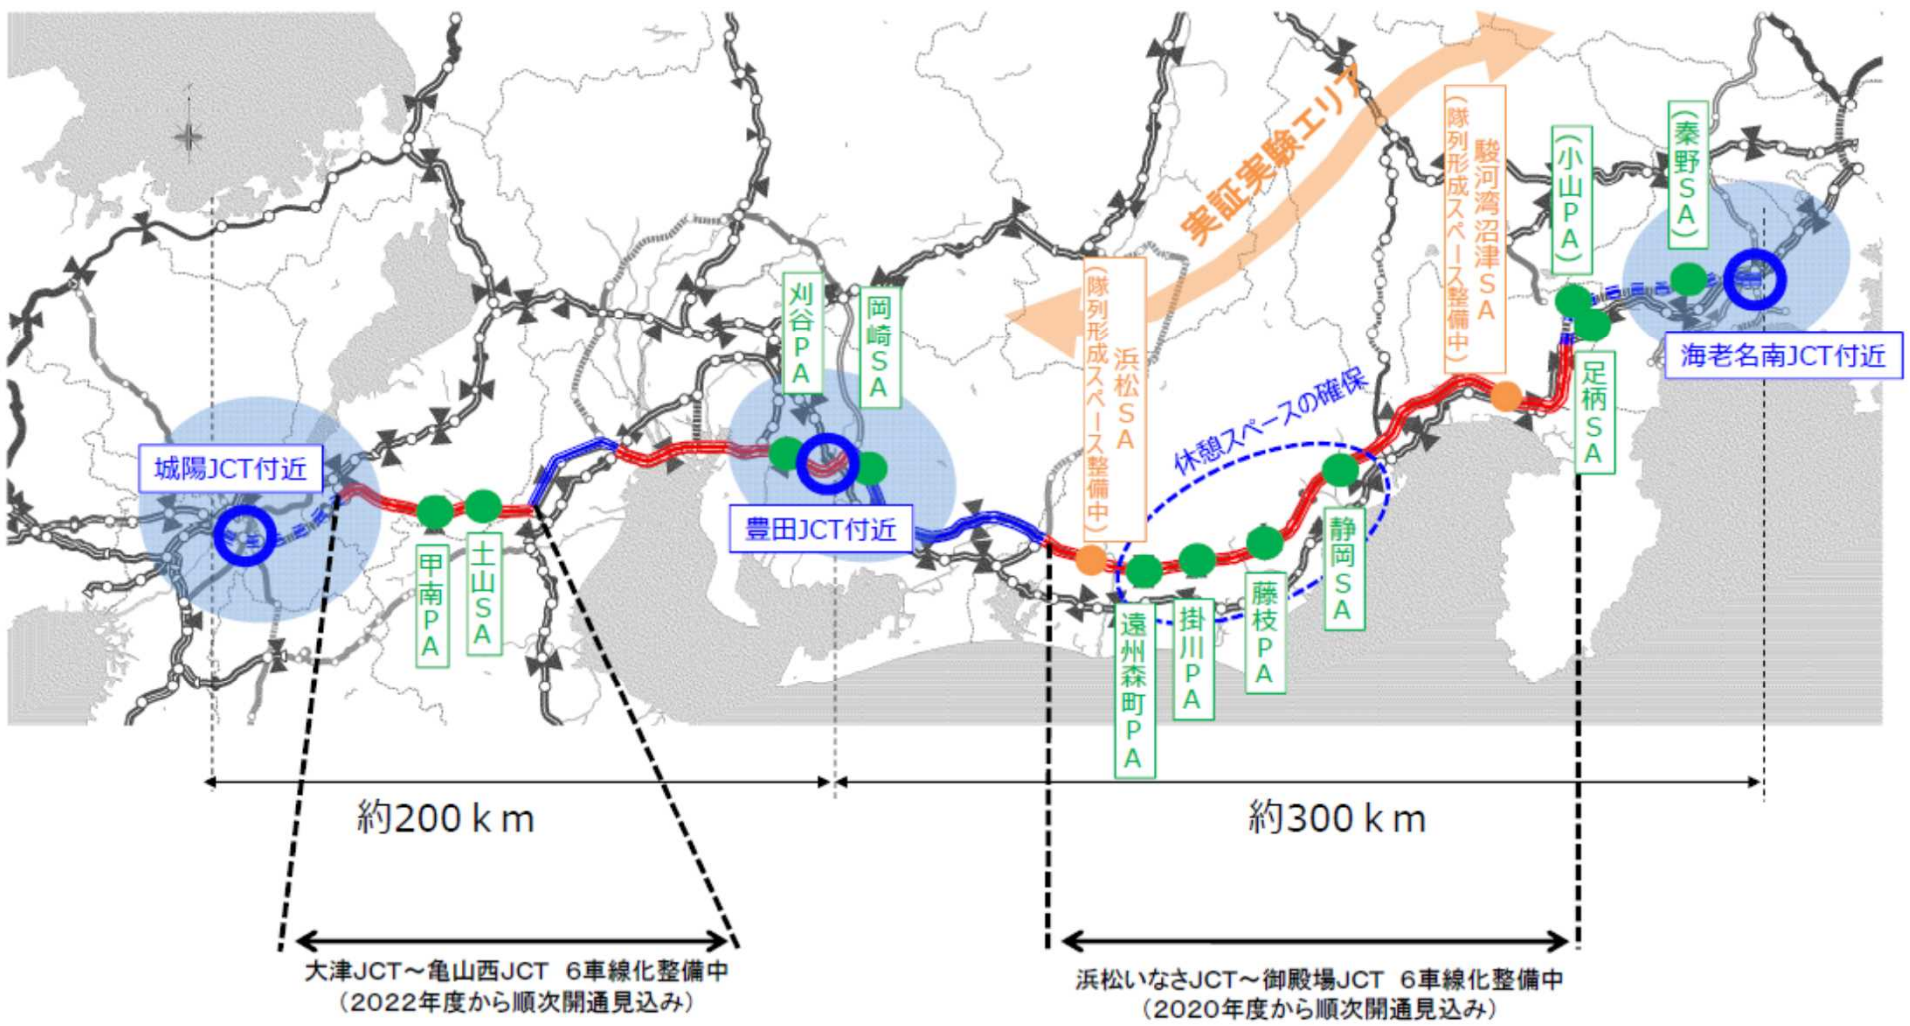 実証実験エリア
(隊列形成スペース整備中)
駿河湾沼津SA
(小山PA)
(秦野SA)
刈谷PA
岡崎SA
(隊列形成スペース整備中)
浜松SA
海老名南JCT付近
足柄SA
休憩スペースの確保
城陽JCT付近
豊田JCT付近
甲南PA
土山SA
静岡SA
藤枝PA
掛川PA
遠州森町PA
約200km
約300km
大津JCT～亀山西JCT 6車線化整備中
(2022年度から順次開通見込み)
浜松いなさJCT～御殿場JCT 6車線化整備中
(2020年度から順次開通見込み)